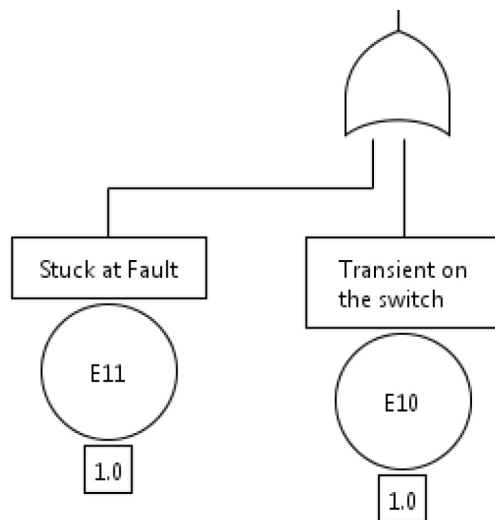 Stuck at Fault
E11
1.0
Transient on
the switch
E10
1.0